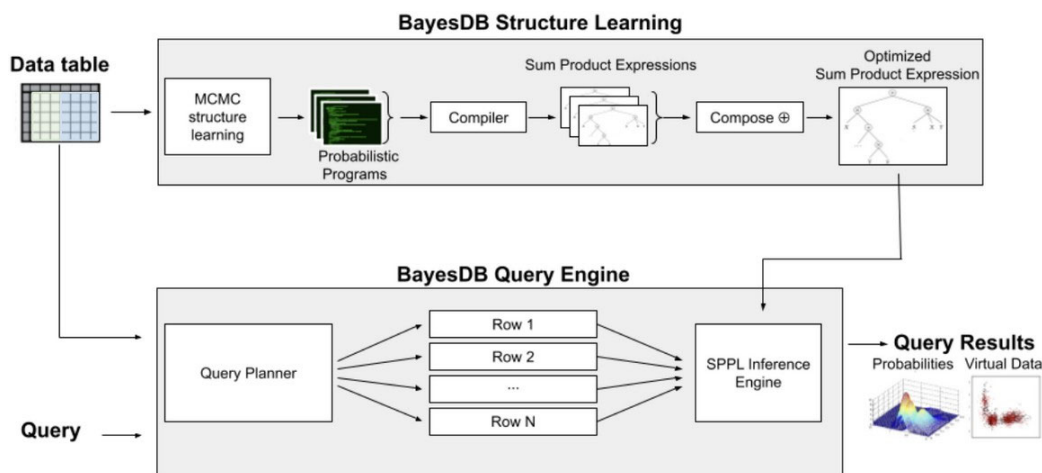 BayesDB Structure Learning
Data table
MCMC
structure
learning
Probabilistic
Programs
Compiler
Sum Product Expressions
Compose ⊕
Optimized
Sum Product Expression
BayesDB Query Engine
Query
Query Planner
Row 1
Row 2
...
Row N
SPPL Inference
Engine
Query Results
Probabilities
Virtual Data